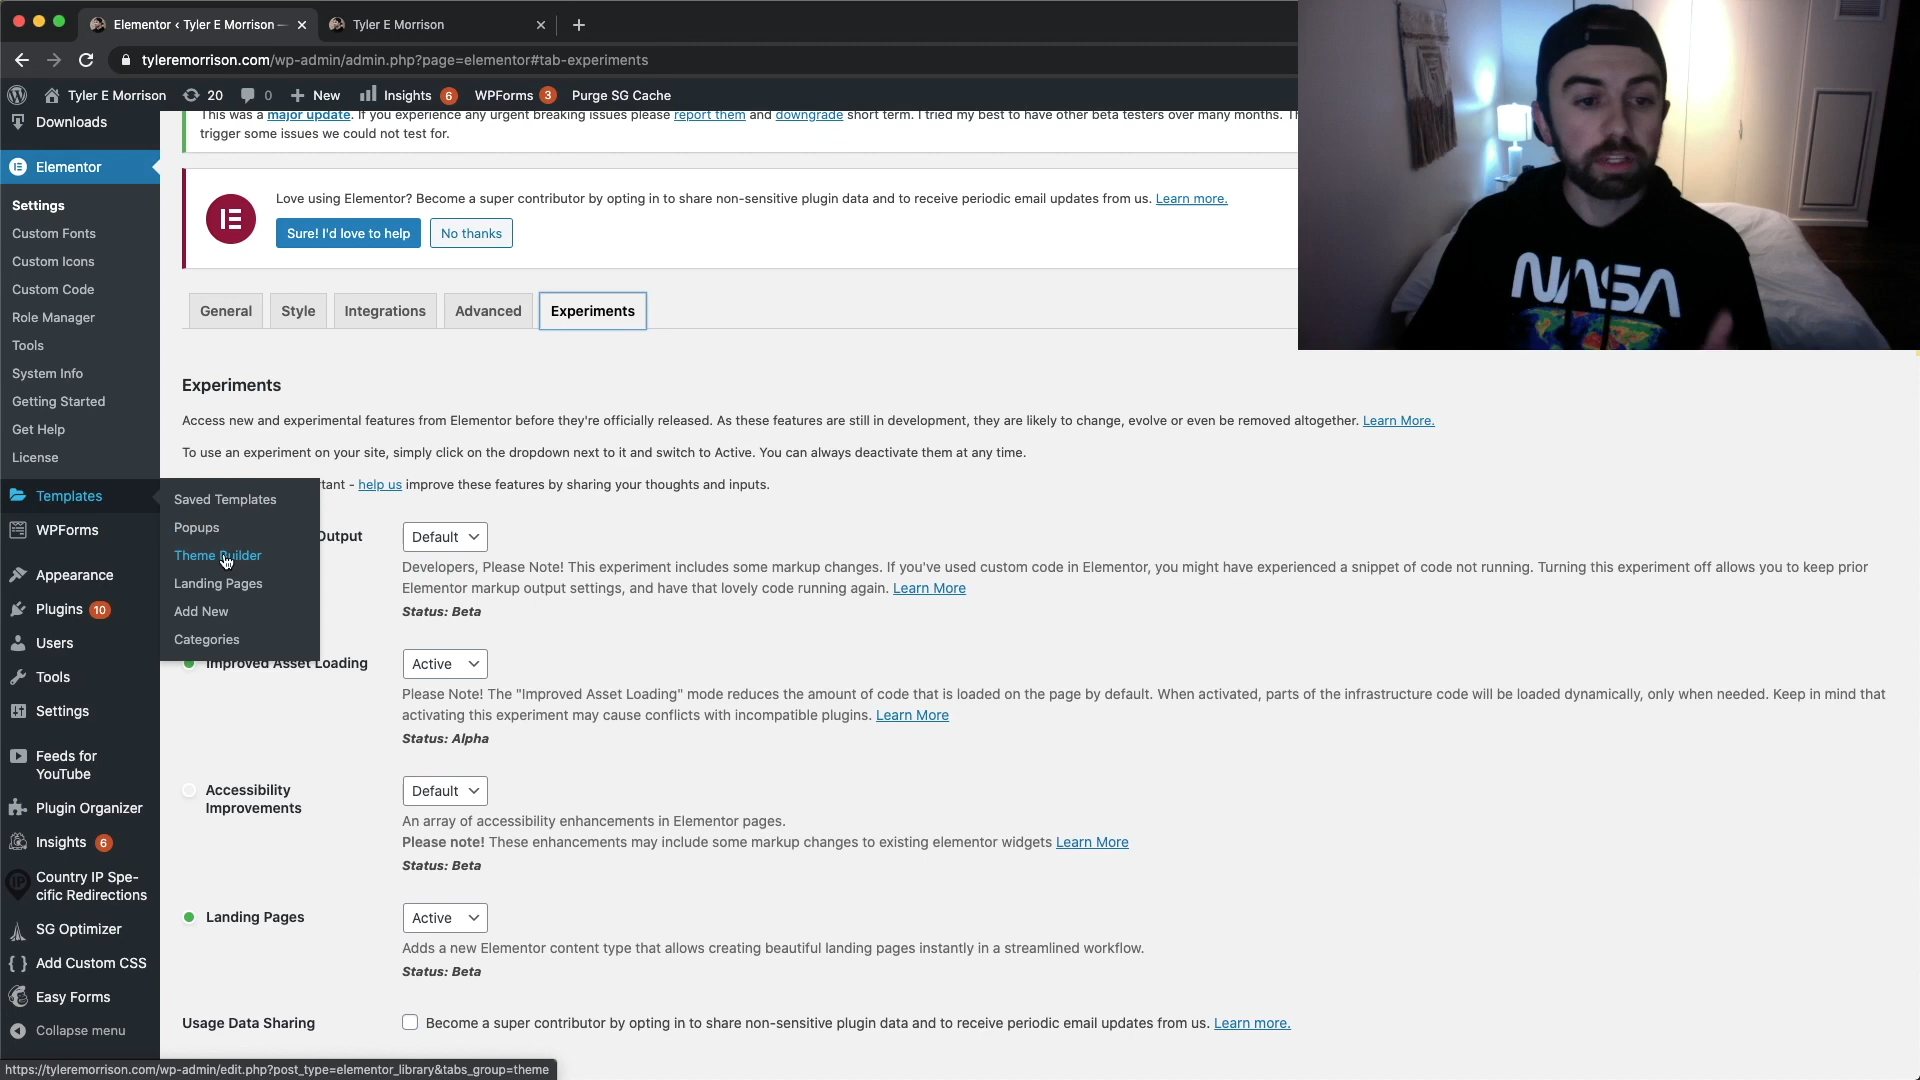 Elementor ‹ Tyler E Morrison —
Tyler E Morrison
tyleremorrison.com/wp-admin/admin.php?page=elementor#tab-experiments
Tyler E Morrison
20
0
New
Insights 6
WPForms 3
Purge SG Cache
Downloads
Elementor
Settings
Custom Fonts
Custom Icons
Custom Code
Role Manager
Tools
System Info
Getting Started
Get Help
License
Templates
WPForms
Appearance
Plugins 10
Users
Tools
Settings
Feeds for
YouTube
Plugin Organizer
Insights 6
Country IP Spe-
cific Redirections
SG Optimizer
Add Custom CSS
Easy Forms
Collapse menu
Saved Templates
Popups
Theme Builder
Landing Pages
Add New
Categories
This was a major update. If you experience any urgent breaking issues please report them and downgrade short term. I tried my best to have other beta testers over many months.
trigger some issues we could not test for.
Love using Elementor? Become a super contributor by opting in to share non-sensitive plugin data and to receive periodic email updates from us. Learn more.
Sure! I'd love to help
No thanks
General
Style
Integrations
Advanced
Experiments
Experiments
Access new and experimental features from Elementor before they're officially released. As these features are still in development, they are likely to change, evolve or even be removed altogether. Learn More.
To use an experiment on your site, simply click on the dropdown next to it and switch to Active. You can always deactivate them at any time.
tant - help us improve these features by sharing your thoughts and inputs.
Output
Default
Developers, Please Note! This experiment includes some markup changes. If you've used custom code in Elementor, you might have experienced a snippet of code not running. Turning this experiment off allows you to keep prior
Elementor markup output settings, and have that lovely code running again. Learn More
Status: Beta
Improved Asset Loading
Active
Please Note! The "Improved Asset Loading" mode reduces the amount of code that is loaded on the page by default. When activated, parts of the infrastructure code will be loaded dynamically, only when needed. Keep in mind that
activating this experiment may cause conflicts with incompatible plugins. Learn More
Status: Alpha
Accessibility
Improvements
Default
An array of accessibility enhancements in Elementor pages.
Please note! These enhancements may include some markup changes to existing elementor widgets Learn More
Status: Beta
Landing Pages
Active
Adds a new Elementor content type that allows creating beautiful landing pages instantly in a streamlined workflow.
Status: Beta
Usage Data Sharing
Become a super contributor by opting in to share non-sensitive plugin data and to receive periodic email updates from us. Learn more.
https://tyleremorrison.com/wp-admin/edit.php?post_type=elementor_library&tabs_group=theme
NASA